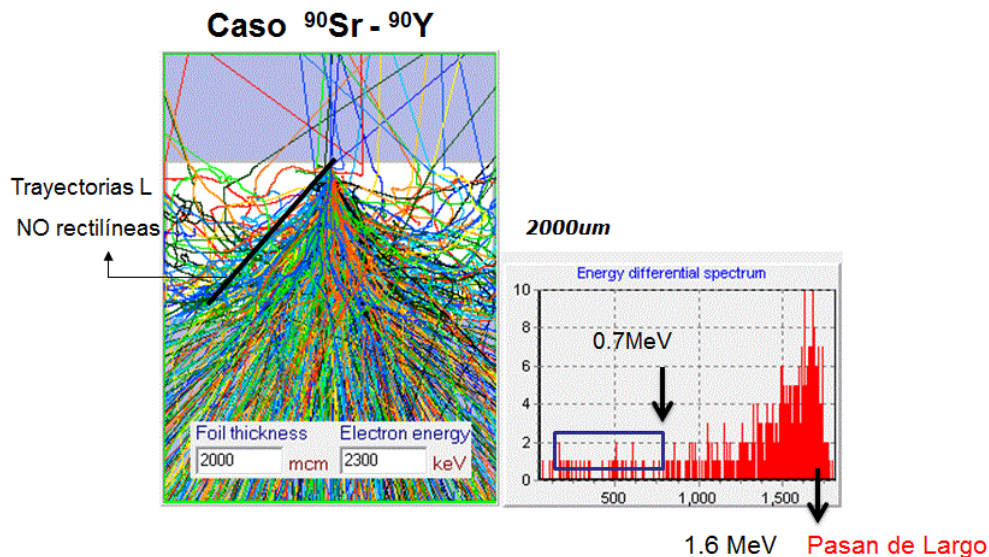 Caso ⁹⁰Sr - ⁹⁰Y
Trayectorias L
NO rectilíneas
Foil thickness Electron energy
2000 mcm 2300 keV
2000um
Energy differential spectrum
10
8
6
4
2
0
0.7MeV
500 1,000 1,500
1.6 MeV Pasan de Largo